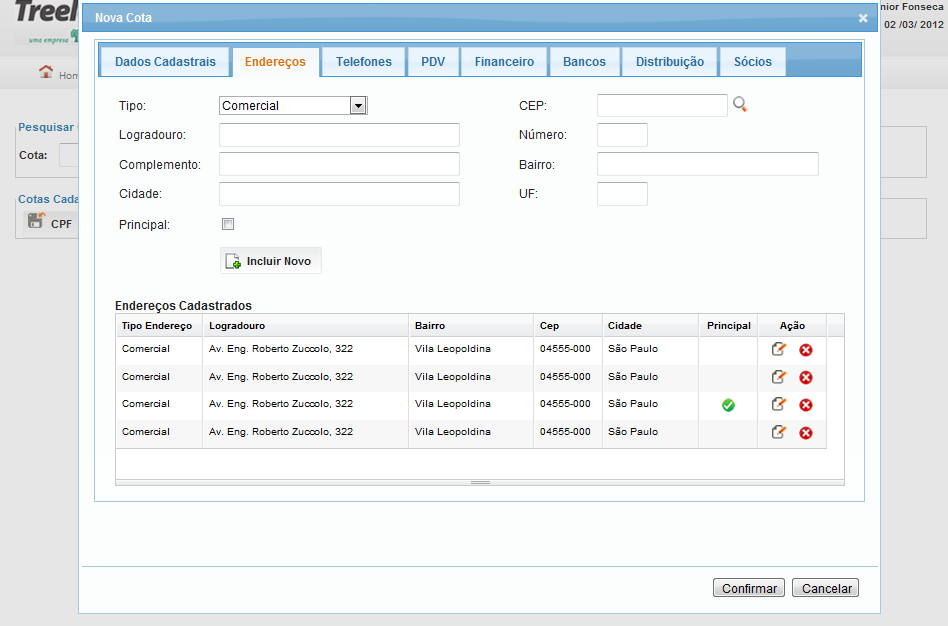 Nova Cota
nior Fonseca
02 /03/ 2012
uma empresa
Dados Cadastrais Endereços Telefones PDV Financeiro Bancos Distribuição Sócios
Tipo: Comercial CEP:
Logradouro: Número:
Complemento: Bairro:
Cidade: UF:
Principal:
Incluir Novo
Pesquisar
Cota:
Cotas Cada
CPF
Endereços Cadastrados
Tipo Endereço Logradouro Bairro Cep Cidade Principal Ação
Comercial Av. Eng. Roberto Zuccolo, 322 Vila Leopoldina 04555-000 São Paulo
Comercial Av. Eng. Roberto Zuccolo, 322 Vila Leopoldina 04555-000 São Paulo
Comercial Av. Eng. Roberto Zuccolo, 322 Vila Leopoldina 04555-000 São Paulo
Comercial Av. Eng. Roberto Zuccolo, 322 Vila Leopoldina 04555-000 São Paulo
Confirmar Cancelar